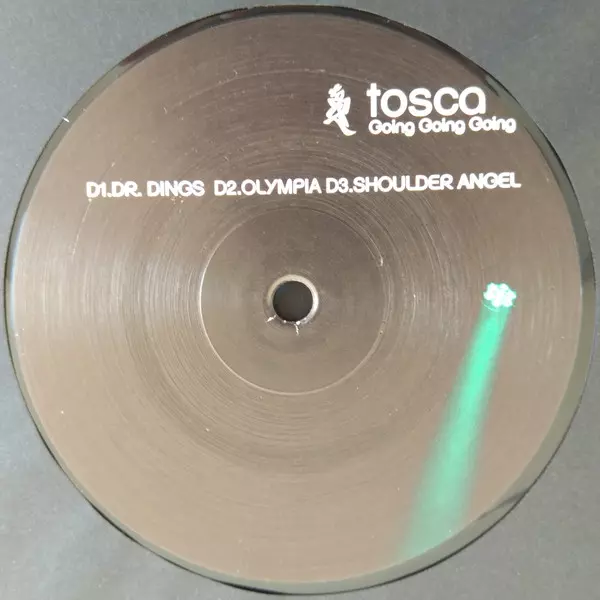 tosca
Going Going Going
D1.DR. DINGS D2.OLYMPIA D3.SHOULDER ANGEL